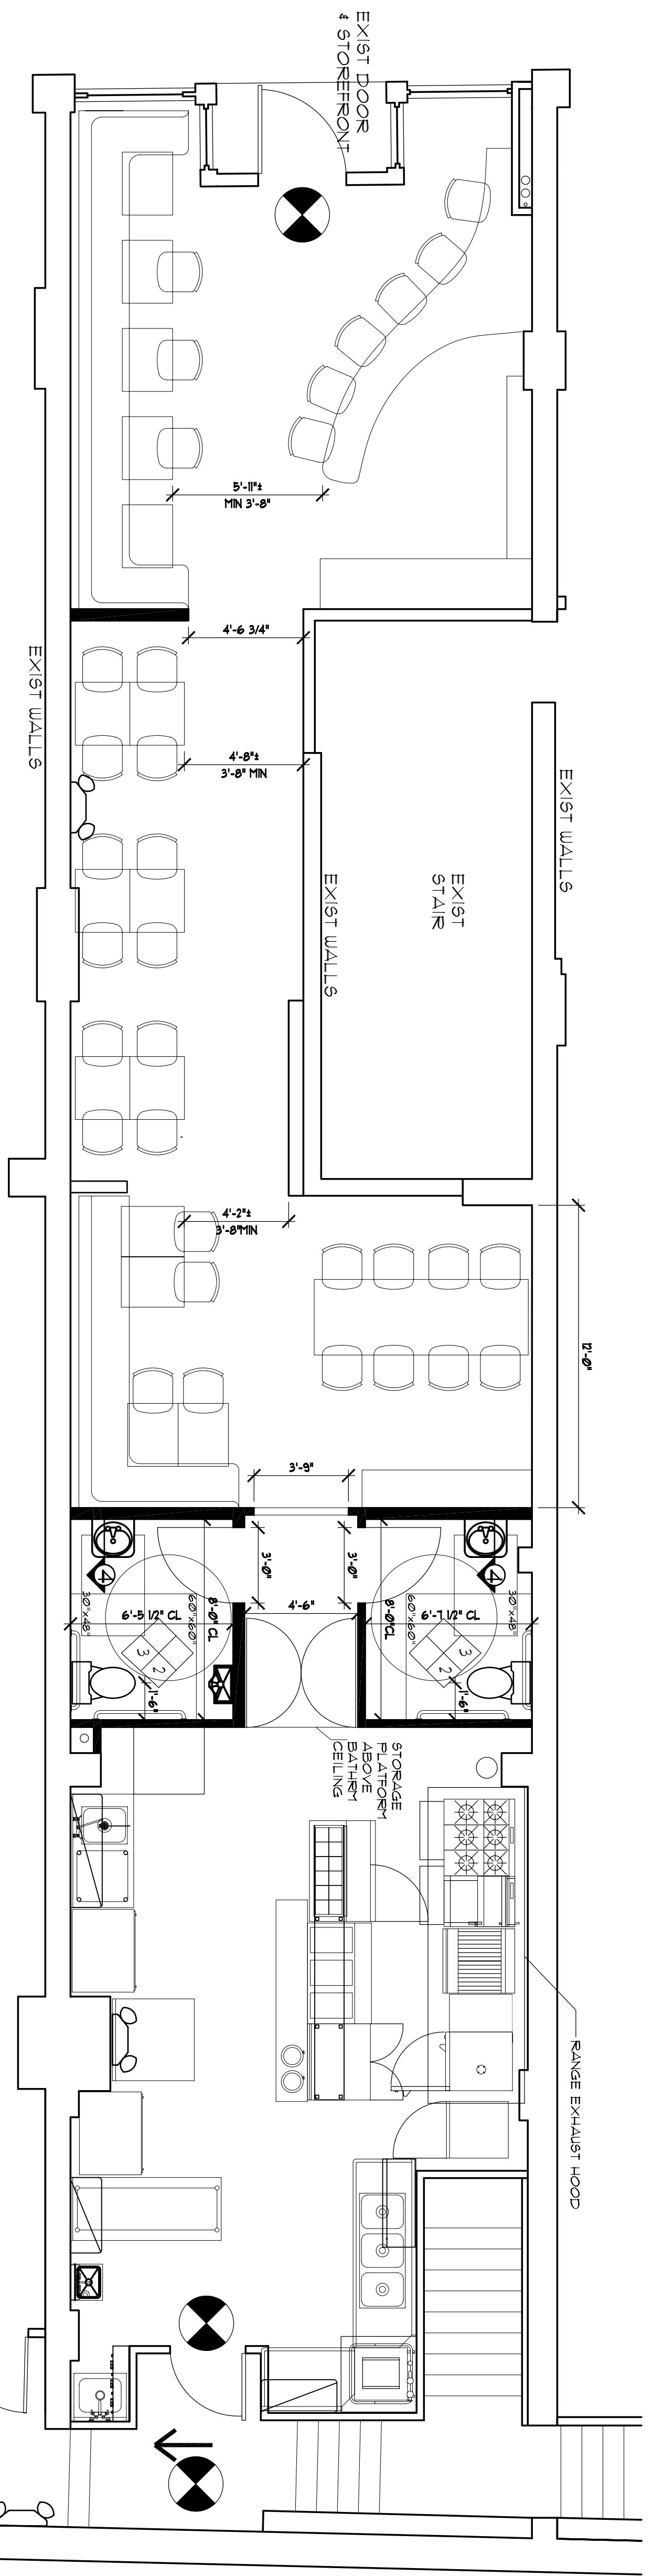 EXIST DOOR
& STOREFRONT
5'-11"±
MIN 3'-8"
4'-6 3/4"
EXIST WALLS
4'-8"±
3'-8" MIN
EXIST WALLS
EXIST WALLS
EXIST
STAIR
4'-2"±
3'-8"MIN
12'-0"
3'-9"
3'-0"
3'-0"
4
4
30"x48"
60"x60"
8'-0" CL
6'-5 1/2" CL
4'-6"
8'-0"CL
60"x60"
6'-7 1/2" CL
30"x48"
3
2
1'-6"
3
2
1'-6"
STORAGE
PLATFORM
ABOVE
BATHRM
CEILING
RANGE EXHAUST HOOD